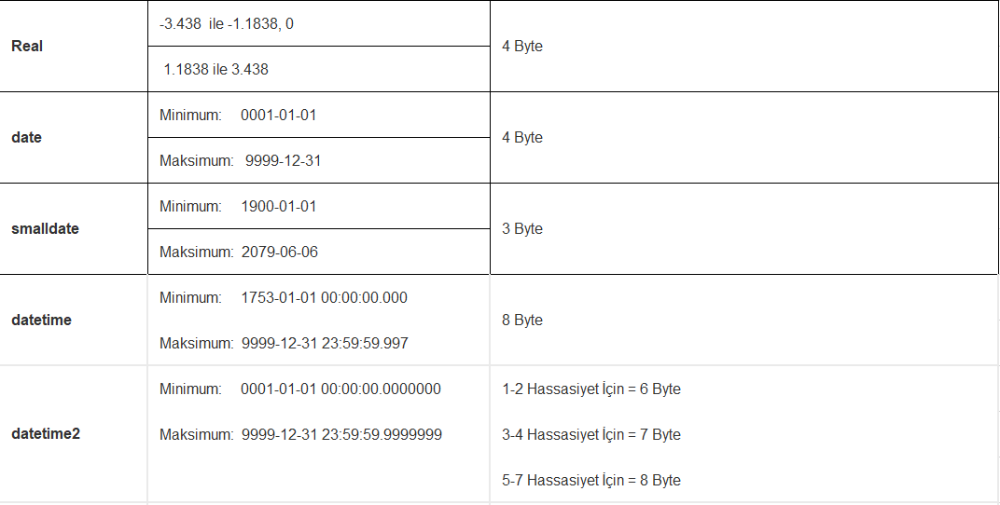 Real
-3.438 ile -1.1838, 0
1.1838 ile 3.438
4 Byte
date
Minimum: 0001-01-01
Maksimum: 9999-12-31
4 Byte
smalldate
Minimum: 1900-01-01
Maksimum: 2079-06-06
3 Byte
datetime
Minimum: 1753-01-01 00:00:00.000
Maksimum: 9999-12-31 23:59:59.997
8 Byte
datetime2
Minimum: 0001-01-01 00:00:00.0000000
Maksimum: 9999-12-31 23:59:59.9999999
1-2 Hassasiyet İçin = 6 Byte
3-4 Hassasiyet İçin = 7 Byte
5-7 Hassasiyet İçin = 8 Byte